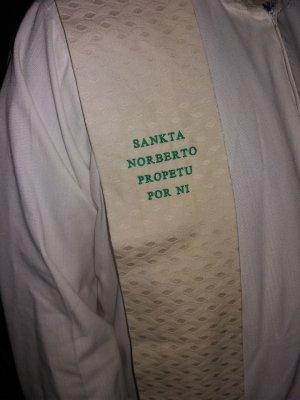 SANKTA
NORBERTO
PROPETU
POR NI